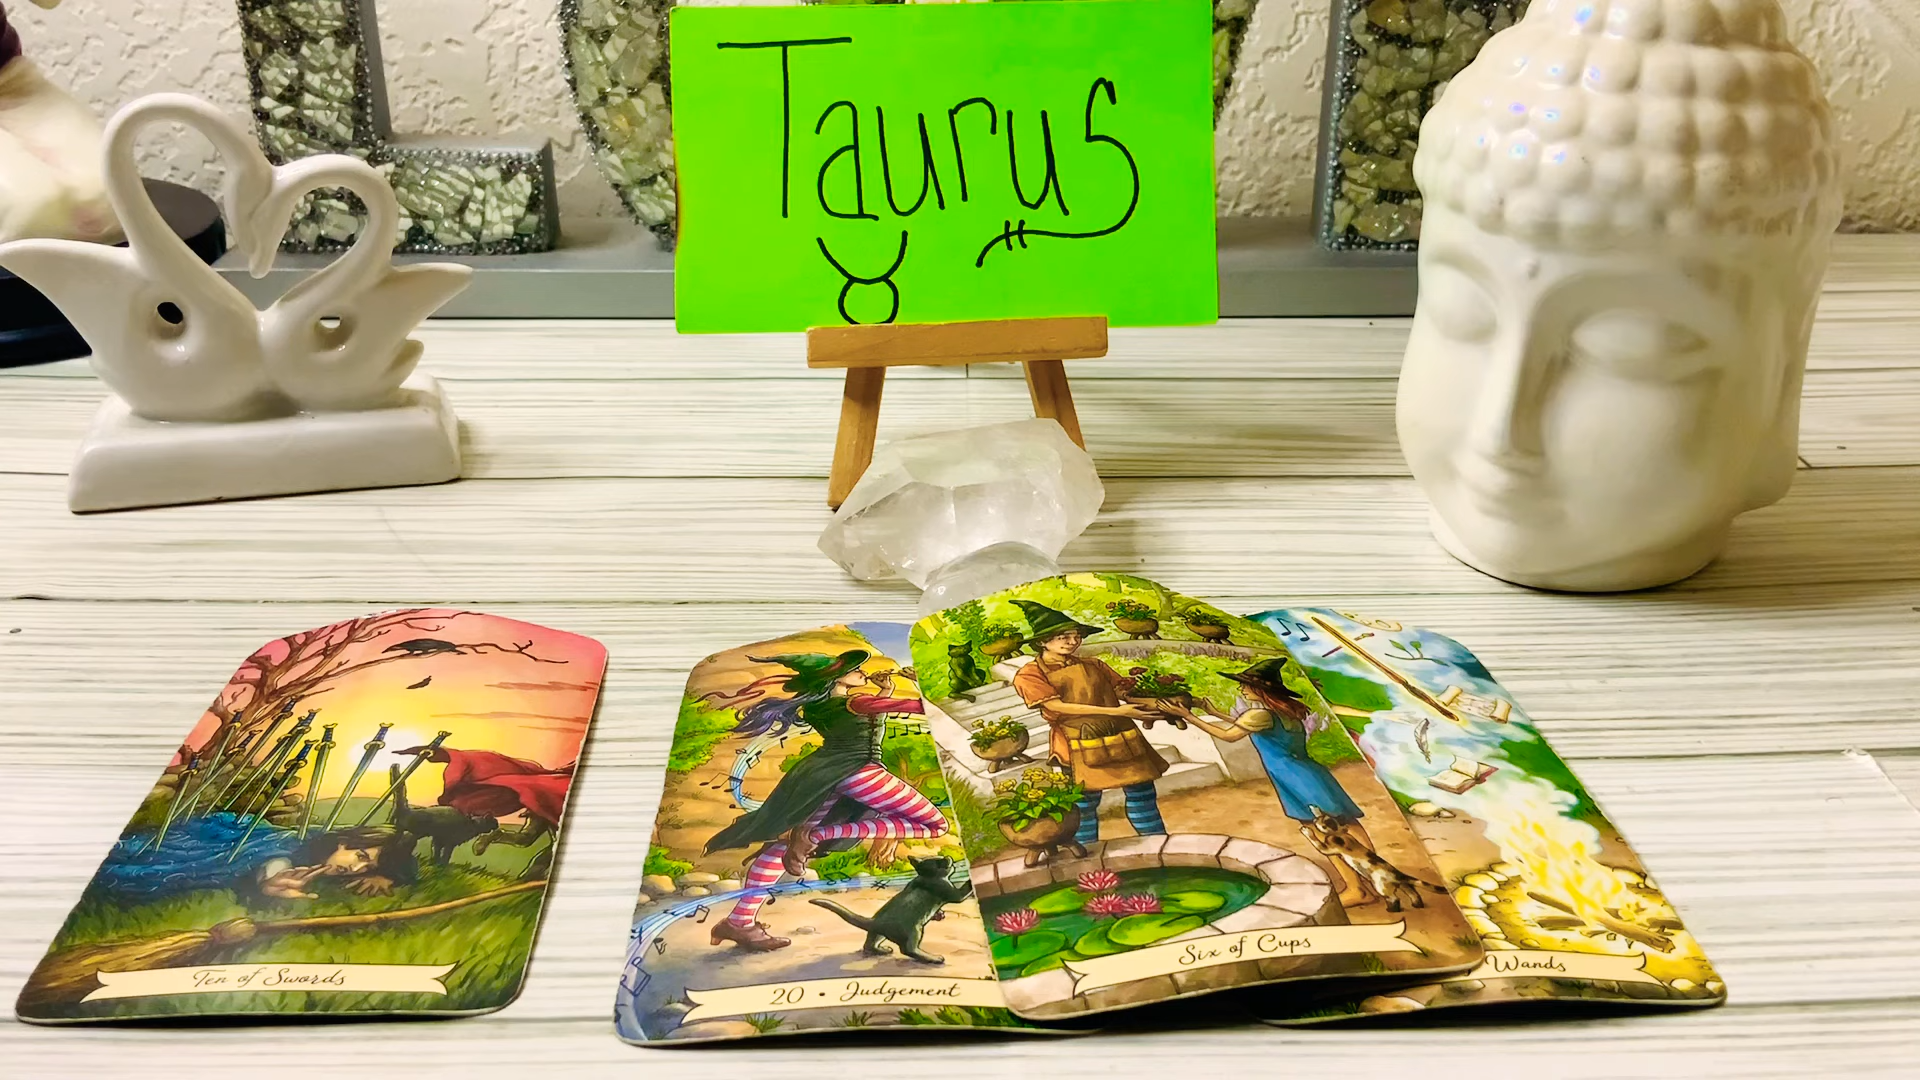 Taurus
Ten of Swords
20 • Judgement
Six of Cups
Wands